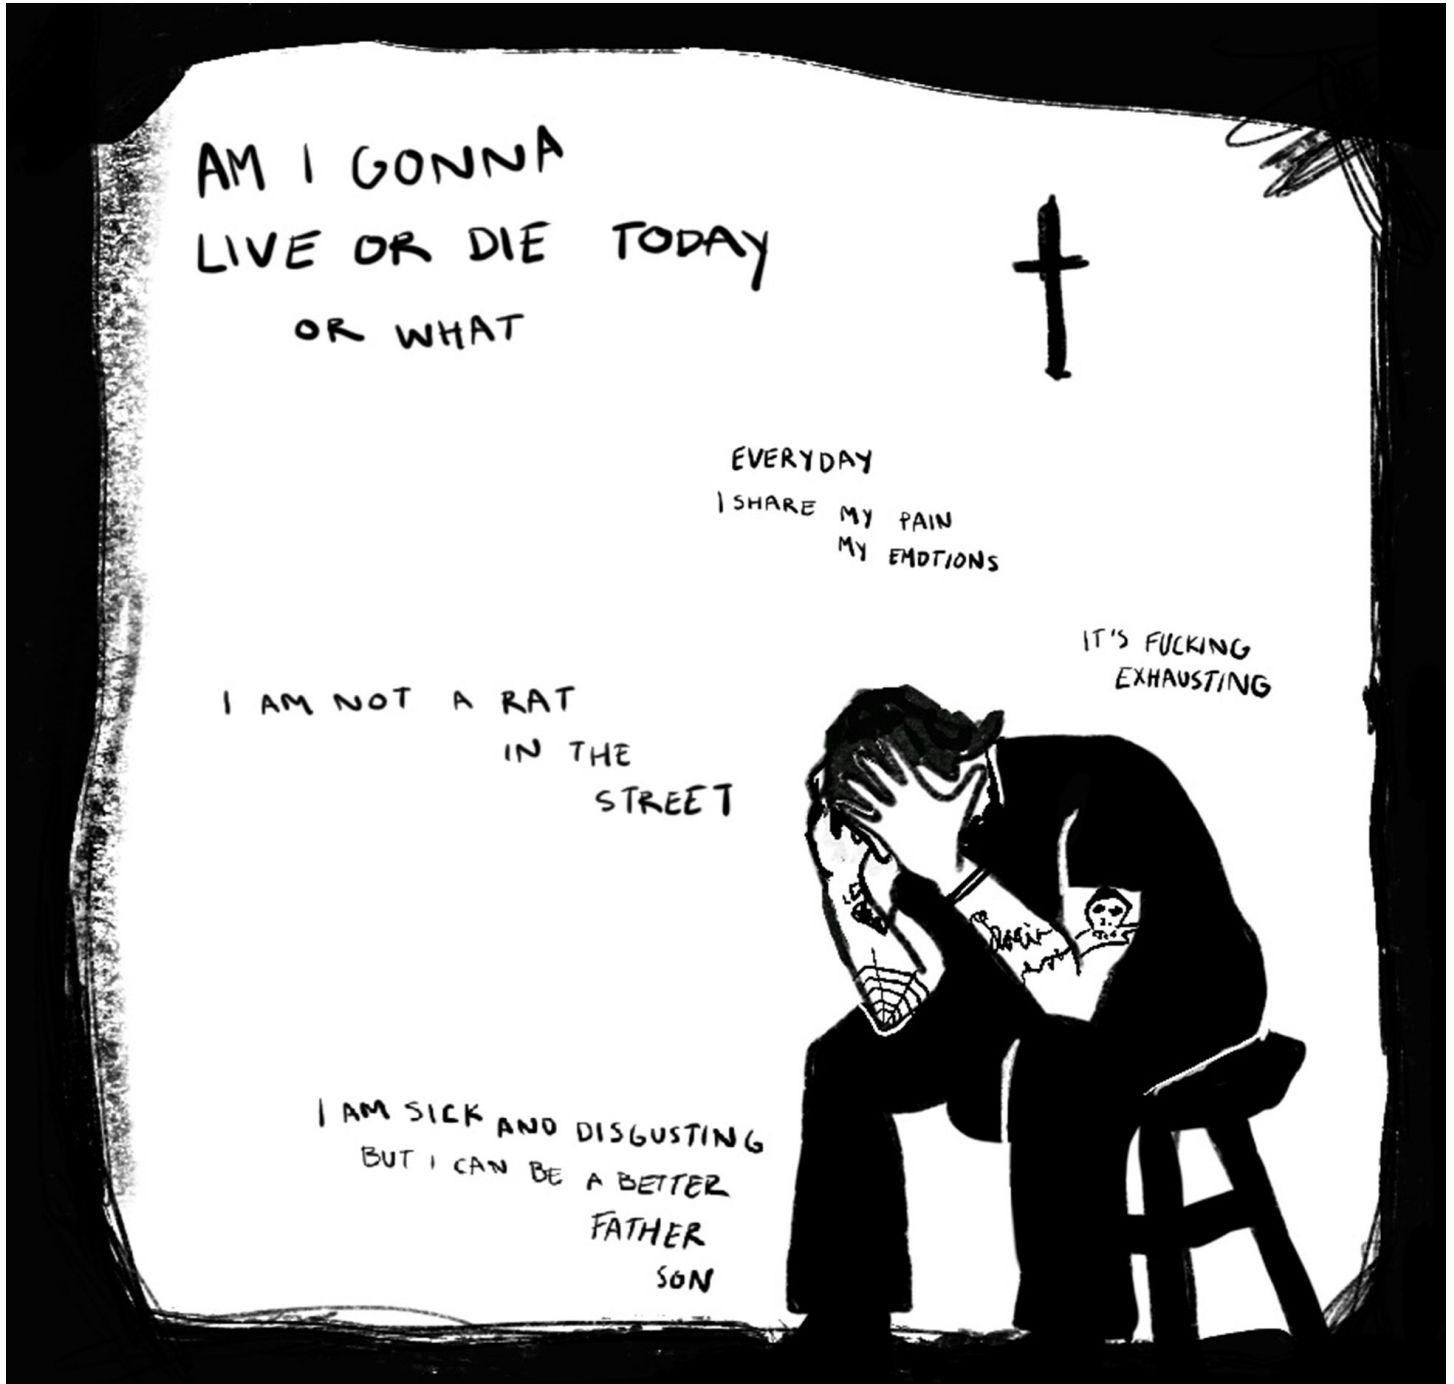 AM I GONNA
LIVE OR DIE TODAY
OR WHAT
EVERYDAY
I SHARE MY PAIN
MY EMOTIONS
IT'S FUCKING
EXHAUSTING
I AM NOT A RAT
IN THE
STREET
I AM SICK AND DISGUSTING
BUT I CAN BE A BETTER
FATHER
SON